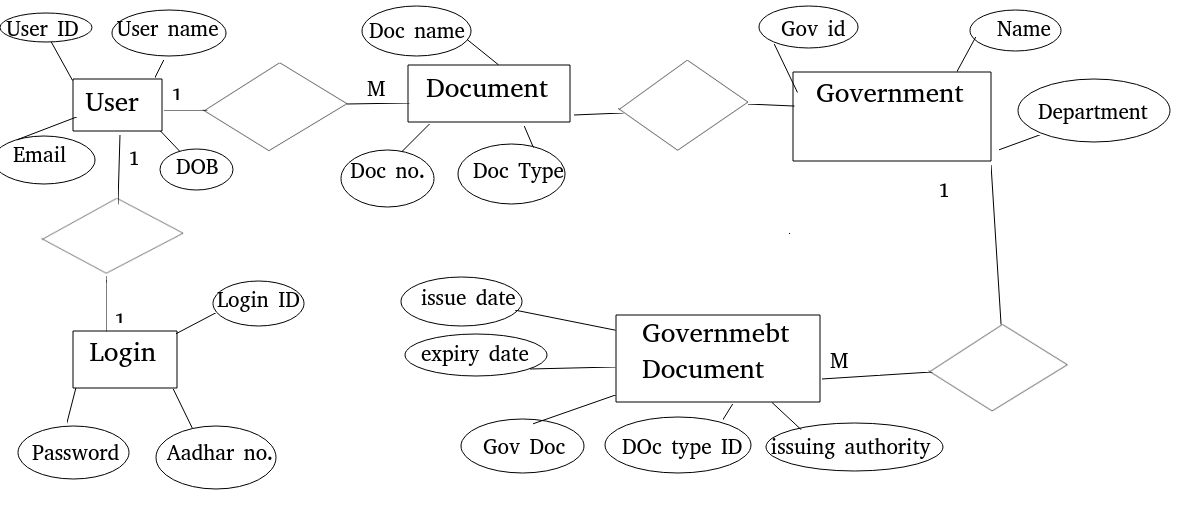 User ID
User name
Doc name
Gov id
Name
User
1
M
Document
Government
Department
Email
1
DOB
Doc no.
Doc Type
1
issue date
Login ID
1
Governmebt
Document
expiry date
M
Login
Password
Aadhar no.
Gov Doc
DOc type ID
issuing authority